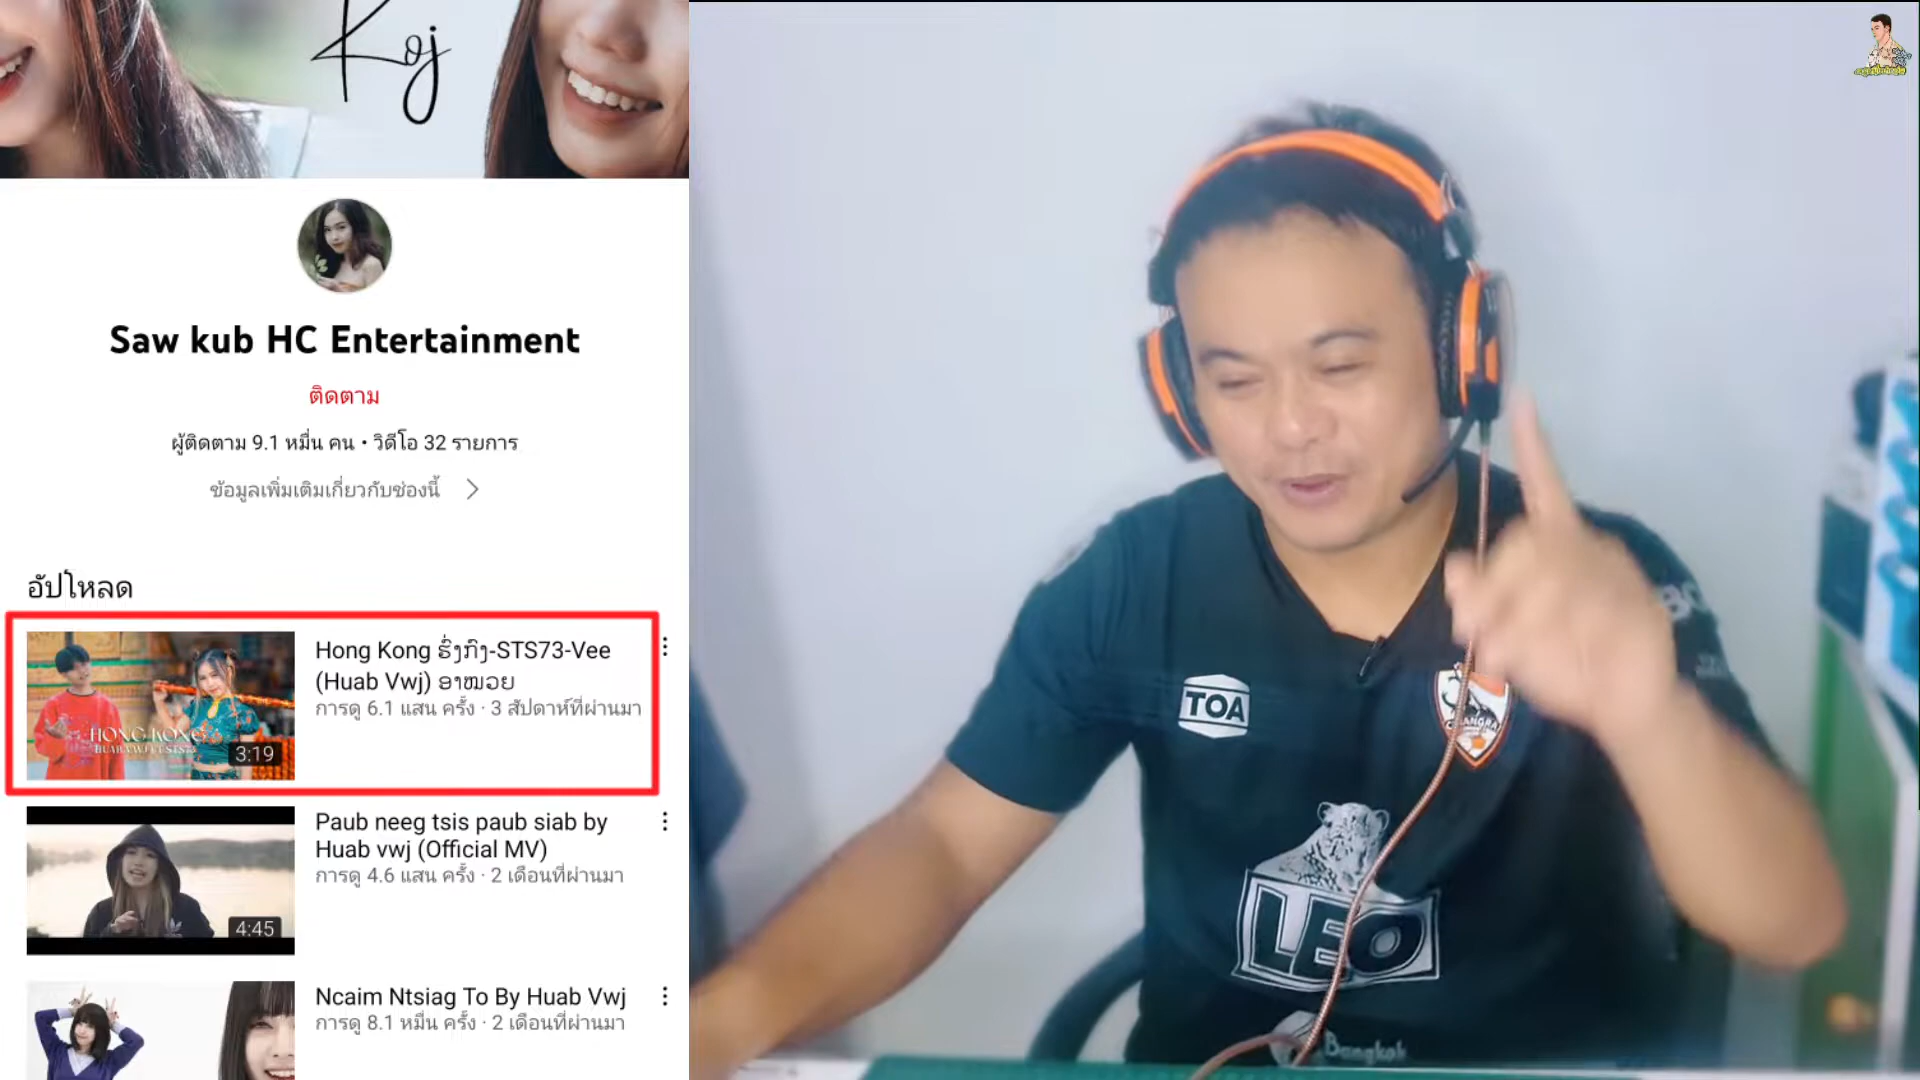 Koj
Saw kub HC Entertainment
ติดตาม
ผู้ติดตาม 9.1 หมื่น คน • วิดีโอ 32 รายการ
ข้อมูลเพิ่มเติมเกี่ยวกับช่องนี้
อัปโหลด
Hong Kong ຮົ່ງກົງ-STS73-Vee
(Huab Vwj) ອາໝວຍ
การดู 6.1 แสน ครั้ง · 3 สัปดาห์ที่ผ่านมา
HONG KONG
HUAB VWJ FT STS73
3:19
Paub neeg tsis paub siab by
Huab vwj (Official MV)
การดู 4.6 แสน ครั้ง · 2 เดือนที่ผ่านมา
4:45
Ncaim Ntsiag To By Huab Vwj
การดู 8.1 หมื่น ครั้ง · 2 เดือนที่ผ่านมา
TOA
LEO
Bangkok